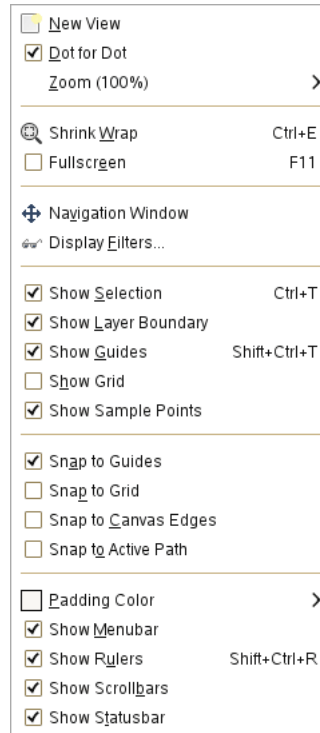 New View
Dot for Dot
Zoom (100%)
Shrink Wrap Ctrl+E
Fullscreen F11
Navigation Window
Display Filters...
Show Selection Ctrl+T
Show Layer Boundary
Show Guides Shift+Ctrl+T
Show Grid
Show Sample Points
Snap to Guides
Snap to Grid
Snap to Canvas Edges
Snap to Active Path
Padding Color
Show Menubar
Show Rulers Shift+Ctrl+R
Show Scrollbars
Show Statusbar